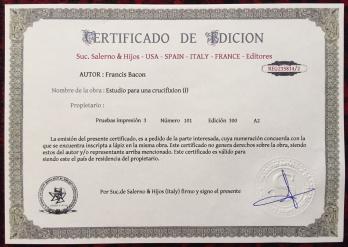 CERTIFICADO DE EDICION
Suc. Salerno & Hijos - USA - SPAIN - ITALY - FRANCE - Editores
REG235814/2
AUTOR : Francis Bacon
Nombre de la obra : Estudio para una crucifixion (I)
Propietario :
Pruebas impresión 3 Número 101 Edición 300 A2
La emisión del presente certificado, es a pedido de la parte interesada, cuya numeración concuerda con la
que se encuentra inscripta a lápiz en la misma obra. Este certificado no genera derechos sobre la obra, siendo
estos del autor y/o representante arriba mencionado. Este certificado es válido para
siendo este el país de residencia del propietario.
Por Suc.de Salerno & Hijos (Italy) firmo y signo el presente